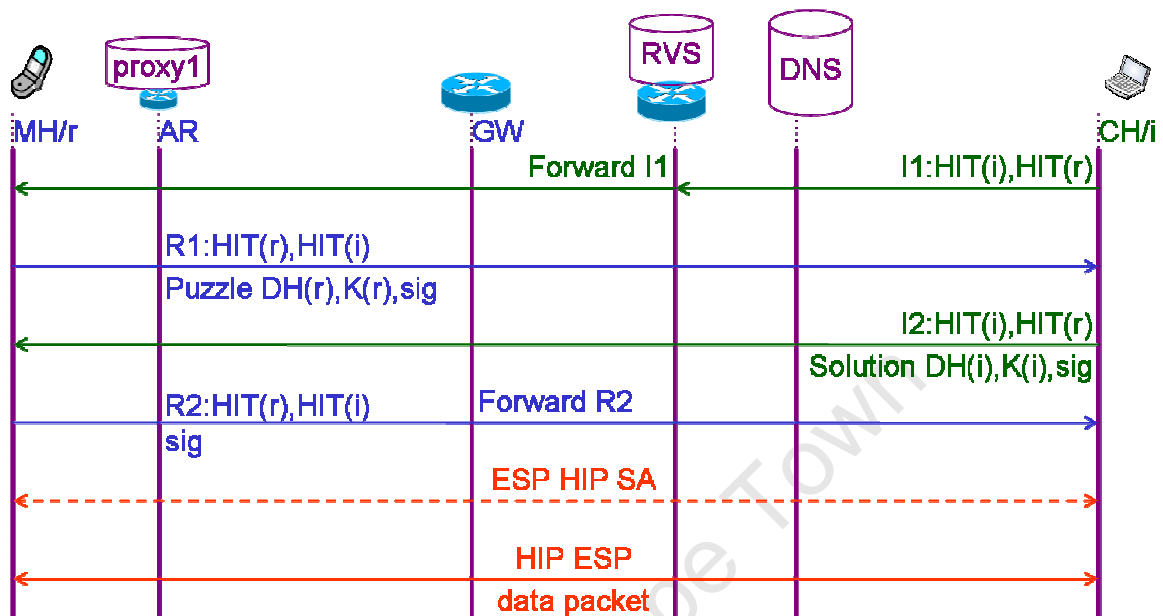 proxy1
RVS
DNS
MH/r
AR
GW
CH/i
Forward I1
I1:HIT(i),HIT(r)
R1:HIT(r),HIT(i)
Puzzle DH(r),K(r),sig
I2:HIT(i),HIT(r)
Solution DH(i),K(i),sig
R2:HIT(r),HIT(i)
Forward R2
sig
ESP HIP SA
HIP ESP
data packet
Town